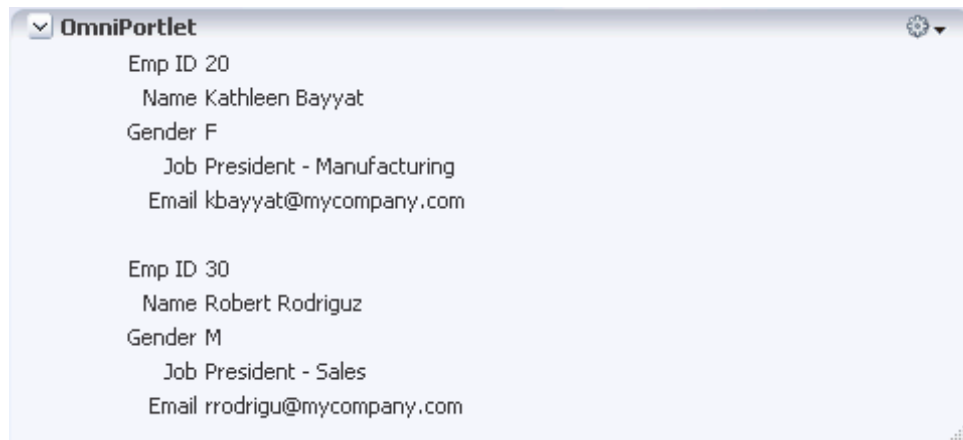 OmniPortlet
Emp ID 20
Name Kathleen Bayyat
Gender F
Job President - Manufacturing
Email kbayyat@mycompany.com
Emp ID 30
Name Robert Rodriguz
Gender M
Job President - Sales
Email rrodrigu@mycompany.com